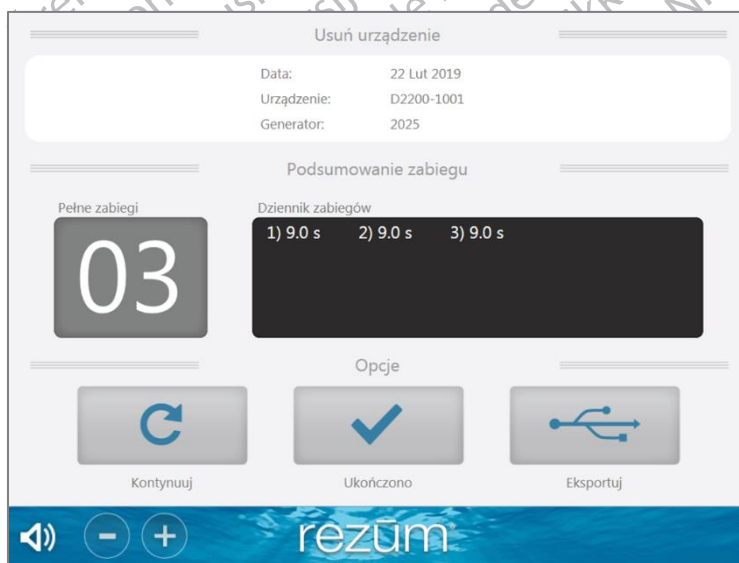 Usuń urządzenie
Data: 22 Lut 2019
Urządzenie: D2200-1001
Generator: 2025
Podsumowanie zabiegu
Pełne zabiegi
Dziennik zabiegów
03
1) 9.0 s 2) 9.0 s 3) 9.0 s
Opcje
Kontynuuj Ukończono Eksportuj
rezūm